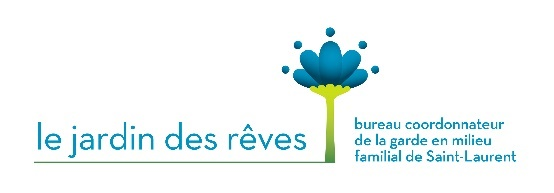 le jardin des rêves
bureau coordonnateur
de la garde en milieu
familial de Saint-Laurent